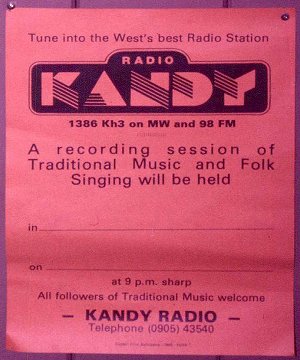 Tune into the West's best Radio Station
RADIO
KANDY
1386 Kh3 on MW and 98 FM
A recording session of
Traditional Music and Folk
Singing will be held
in
on
at 9 p.m. sharp
All followers of Traditional Music welcome
— KANDY RADIO —
Telephone (0905) 43540